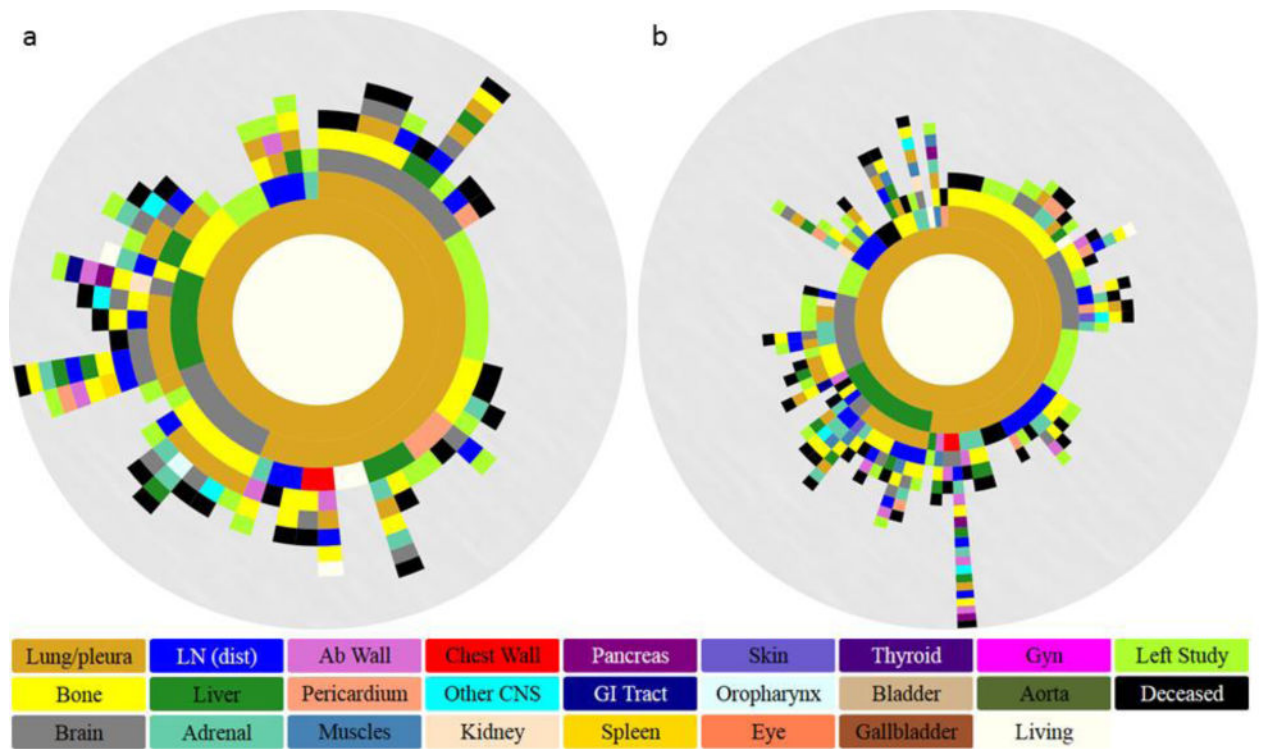 a b
Lung/pleura LN (dist) Ab Wall Chest Wall Pancreas Skin Thyroid Gyn Left Study
Bone Liver Pericardium Other CNS GI Tract Oropharynx Bladder Aorta Deceased
Brain Adrenal Muscles Kidney Spleen Eye Gallbladder Living